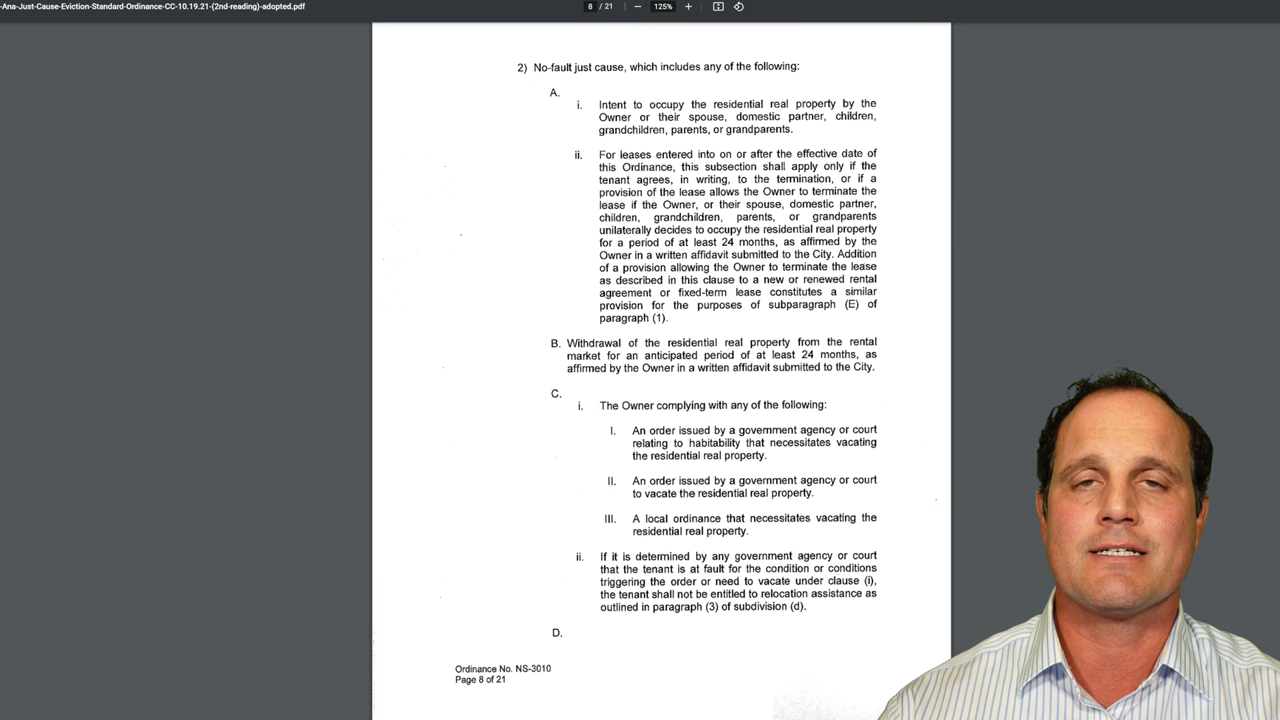 -Ana-Just-Cause-Eviction-Standard-Ordinance-CC-10.19.21-(2nd-reading)-adopted.pdf
8 / 21
125%
2) No-fault just cause, which includes any of the following:
A.
i. Intent to occupy the residential real property by the
Owner or their spouse, domestic partner, children,
grandchildren, parents, or grandparents.
ii. For leases entered into on or after the effective date of
this Ordinance, this subsection shall apply only if the
tenant agrees, in writing, to the termination, or if a
provision of the lease allows the Owner to terminate the
lease if the Owner, or their spouse, domestic partner,
children, grandchildren, parents, or grandparents
unilaterally decides to occupy the residential real property
for a period of at least 24 months, as affirmed by the
Owner in a written affidavit submitted to the City. Addition
of a provision allowing the Owner to terminate the lease
as described in this clause to a new or renewed rental
agreement or fixed-term lease constitutes a similar
provision for the purposes of subparagraph (E) of
paragraph (1).
B. Withdrawal of the residential real property from the rental
market for an anticipated period of at least 24 months, as
affirmed by the Owner in a written affidavit submitted to the City.
C.
i. The Owner complying with any of the following:
I. An order issued by a government agency or court
relating to habitability that necessitates vacating
the residential real property.
II. An order issued by a government agency or court
to vacate the residential real property.
III. A local ordinance that necessitates vacating the
residential real property.
ii. If it is determined by any government agency or court
that the tenant is at fault for the condition or conditions
triggering the order or need to vacate under clause (i),
the tenant shall not be entitled to relocation assistance as
outlined in paragraph (3) of subdivision (d).
D.
Ordinance No. NS-3010
Page 8 of 21